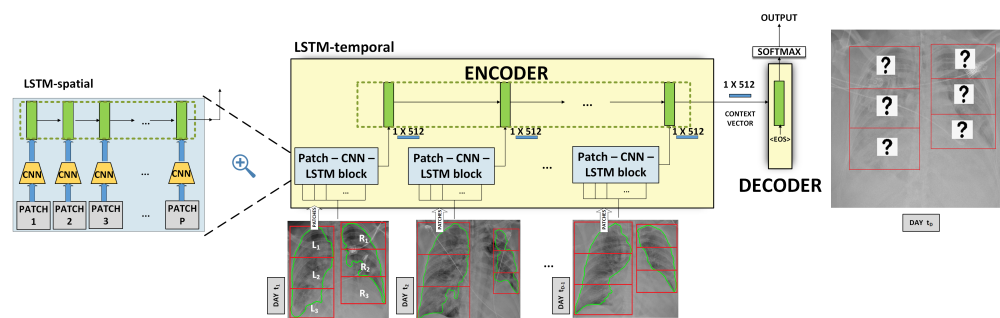 LSTM-spatial
CNN
CNN
CNN
CNN
PATCH
1
PATCH
2
PATCH
3
...
PATCH
P
...
...
LSTM-temporal
ENCODER
...
1 X 512
1 X 512
1 X 512
Patch – CNN –
LSTM block
Patch – CNN –
LSTM block
...
Patch – CNN –
LSTM block
...
...
...
PATCHES
PATCHES
PATCHES
DAY t1
L1
L2
L3
R1
R2
R3
DAY t2
...
DAY tD-1
OUTPUT
SOFTMAX
1 X 512
CONTEXT
VECTOR
<EOS>
DECODER
?
?
?
?
?
?
DAY tD